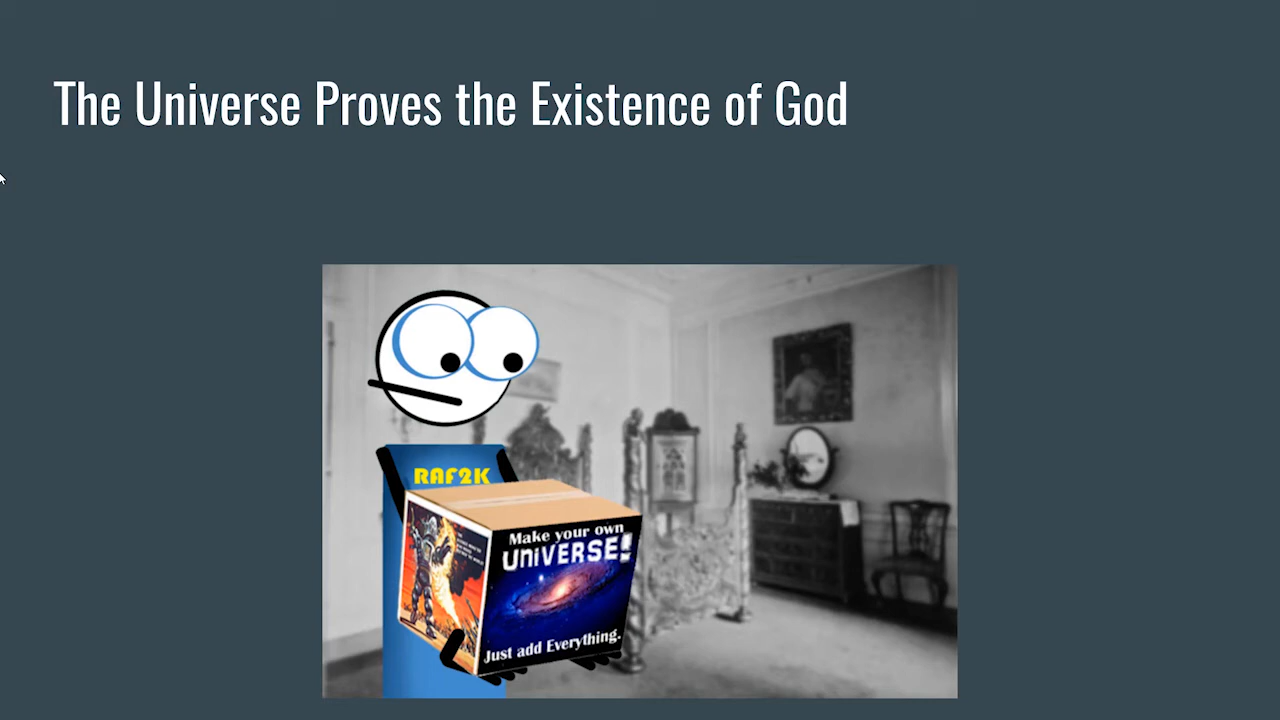 The Universe Proves the Existence of God
RAF2K
Make your own
UNIVERSE!
Just add Everything.